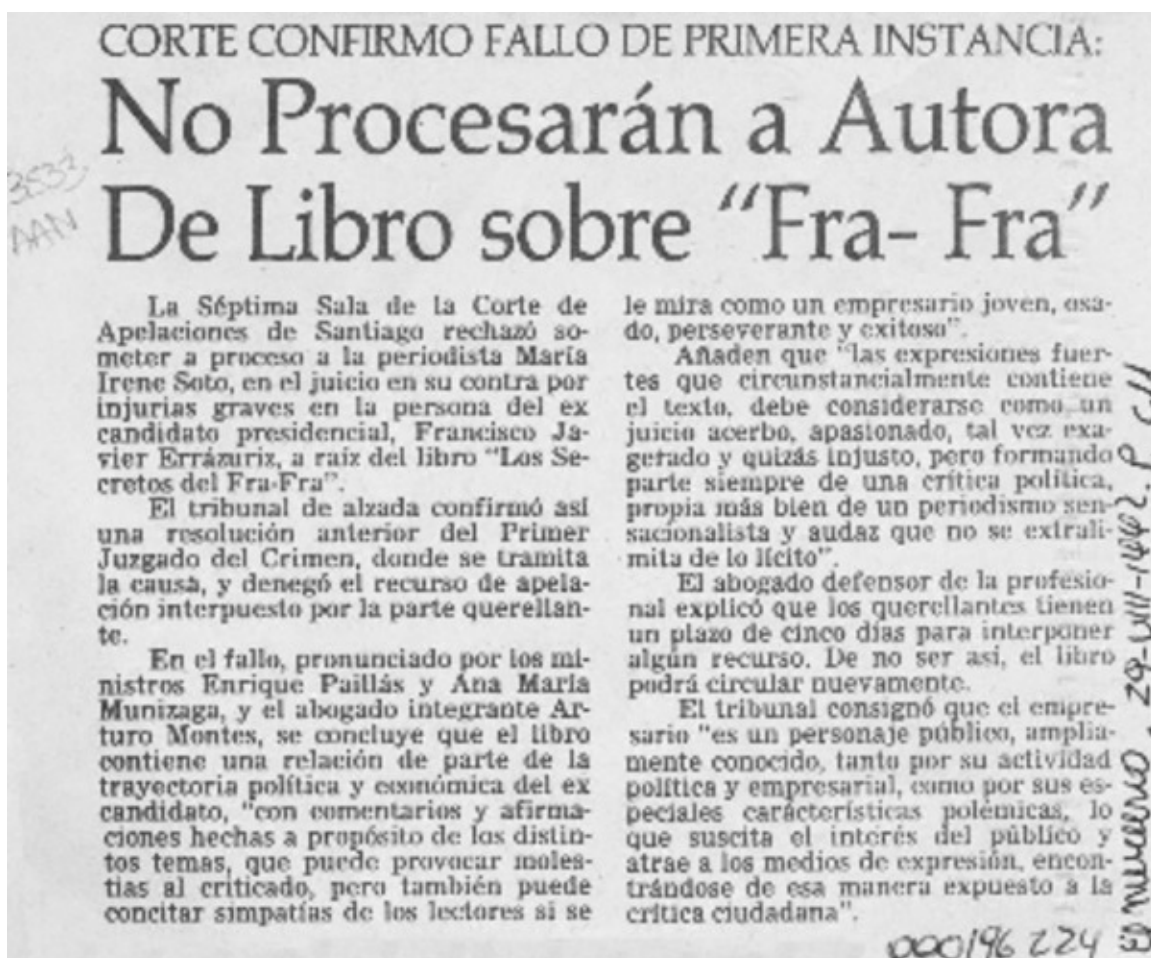 CORTE CONFIRMO FALLO DE PRIMERA INSTANCIA:
No Procesarán a Autora
De Libro sobre "Fra- Fra"
3533
AAN
La Séptima Sala de la Corte de
Apelaciones de Santiago rechazó so-
meter a proceso a la periodista María
Irene Soto, en el juicio en su contra por
injurias graves en la persona del ex
candidato presidencial, Francisco Ja-
vier Errázuriz, a raíz del libro "Los Se-
cretos del Fra-Fra".
El tribunal de alzada confirmó así
una resolución anterior del Primer
Juzgado del Crimen, donde se tramita
la causa, y denegó el recurso de apela-
ción interpuesto por la parte querellan-
te.
En el fallo, pronunciado por los mi-
nistros Enrique Paillás y Ana María
Munizaga, y el abogado integrante Ar-
turo Montes, se concluye que el libro
contiene una relación de parte de la
trayectoria política y económica del ex
candidato, "con comentarios y afirma-
ciones hechas a propósito de los distin-
tos temas, que puede provocar moles-
tias al criticado, pero también puede
concitar simpatías de los lectores si se
le mira como un empresario joven, osa-
do, perseverante y exitoso".
Añaden que "las expresiones fuer-
tes que circunstancialmente contiene
el texto, debe considerarse como un
juicio acerbo, apasionado, tal vez exa-
gerado y quizás injusto, pero formando
parte siempre de una crítica política,
propia más bien de un periodismo sen-
sacionalista y audaz que no se extrali-
mita de lo lícito".
El abogado defensor de la profesio-
nal explicó que los querellantes tienen
un plazo de cinco días para interponer
algún recurso. De no ser así, el libro
podrá circular nuevamente.
El tribunal consignó que el empre-
sario "es un personaje público, amplia-
mente conocido, tanto por su actividad
política y empresarial, como por sus es-
peciales carácterísticas polémicas, lo
que suscita el interés del público y
atrae a los medios de expresión, encon-
trándose de esa manera expuesto a la
crítica ciudadana".
El Mercurio, 29-VIII-1992. P. C11
000196224